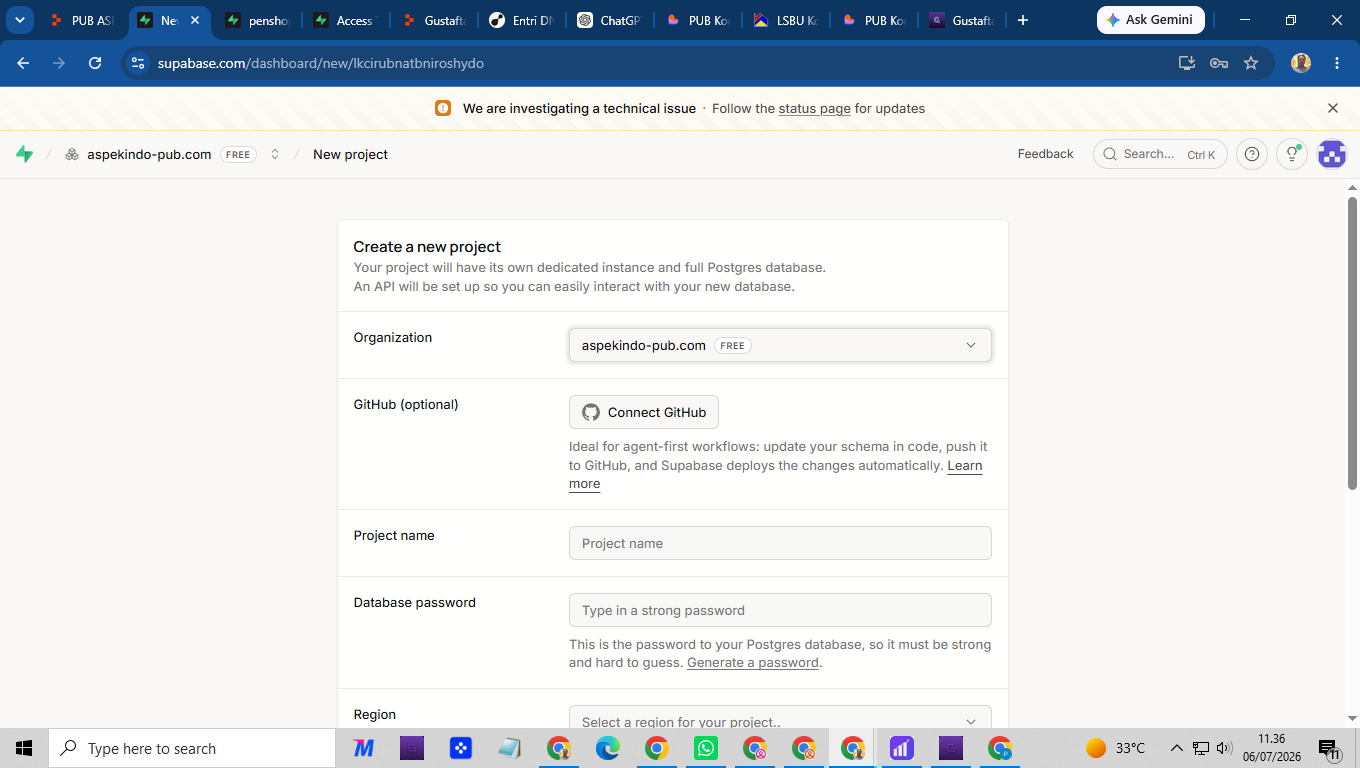 PUB ASP
Ne
pensho
Access T
Gustafta
Entri DN
ChatGP
PUB Ko
LSBU Ko
PUB Ko
Gustafta
Ask Gemini
supabase.com/dashboard/new/lkcirubnatbniroshydo
We are investigating a technical issue · Follow the status page for updates
aspekindo-pub.com FREE New project
Feedback
Search... Ctrl K
Create a new project
Your project will have its own dedicated instance and full Postgres database.
An API will be set up so you can easily interact with your new database.
Organization
aspekindo-pub.com FREE
GitHub (optional)
Connect GitHub
Ideal for agent-first workflows: update your schema in code, push it
to GitHub, and Supabase deploys the changes automatically. Learn
more
Project name
Project name
Database password
Type in a strong password
This is the password to your Postgres database, so it must be strong
and hard to guess. Generate a password.
Region
Select a region for your project..
Type here to search
33°C
11.36
06/07/2026
11